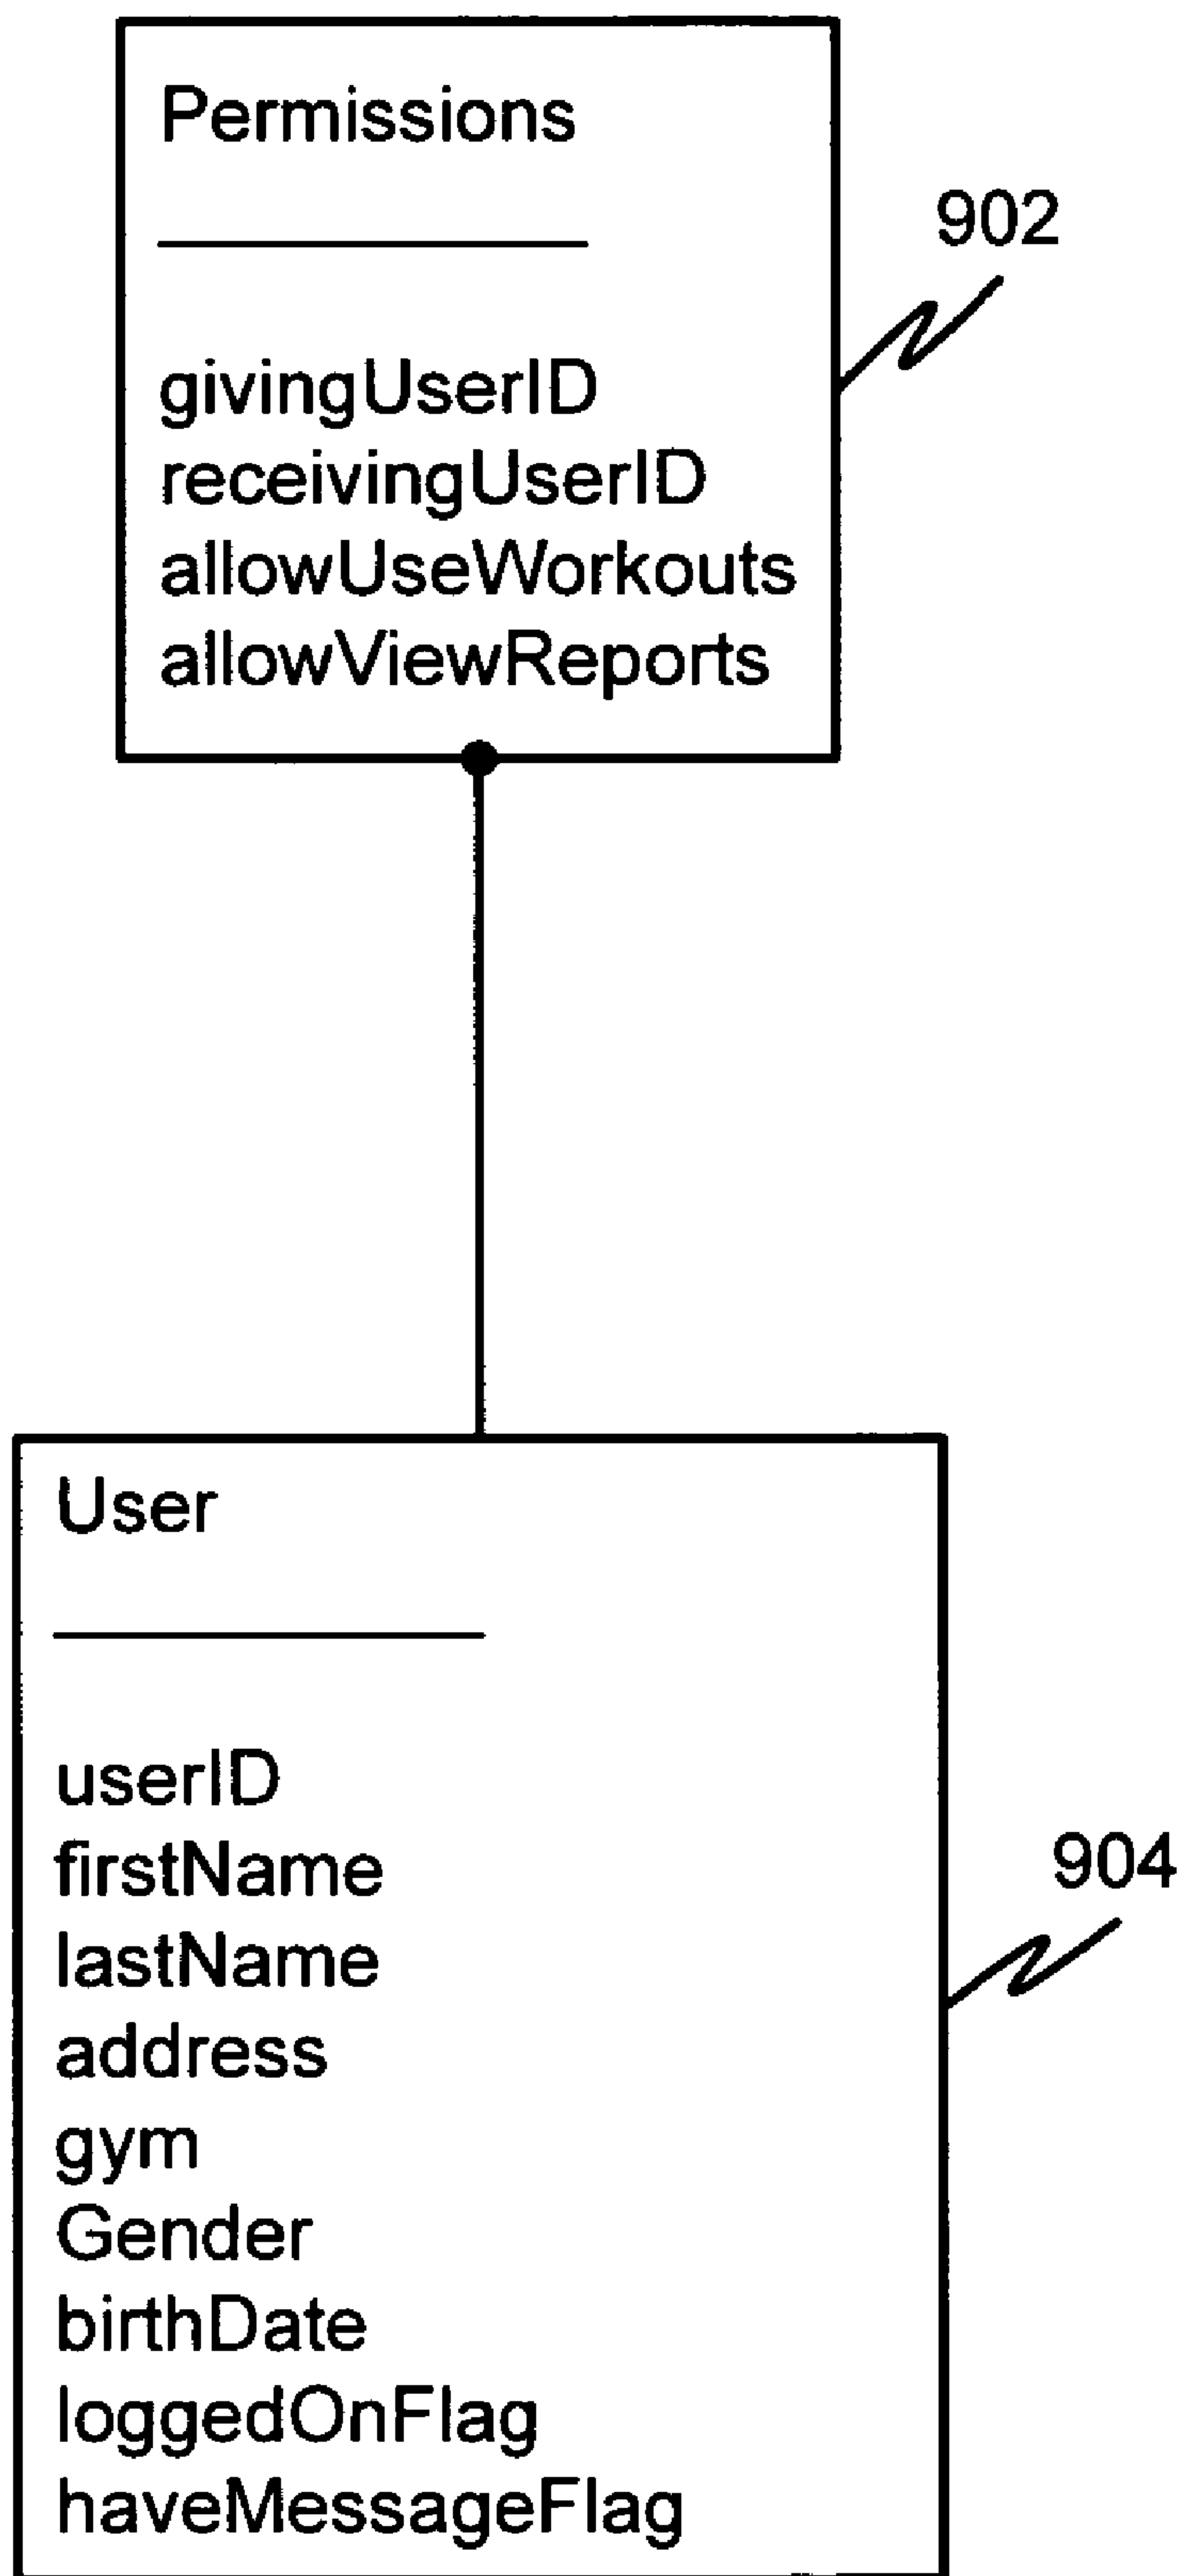 Permissions
902
givingUserID
receivingUserID
allowUseWorkouts
allowViewReports
User
userID
firstName
904
lastName
address
gym
Gender
birthDate
loggedOnFlag
haveMessageFlag